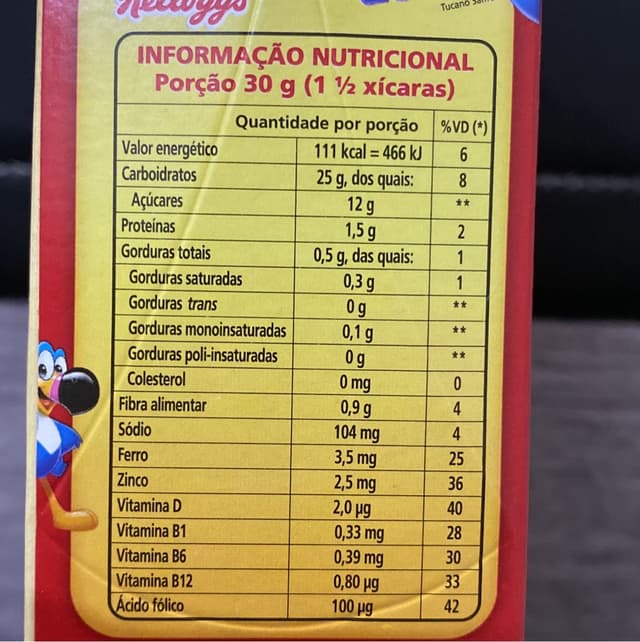 Kellogg's
Tucano
INFORMAÇÃO NUTRICIONAL
Porção 30 g (1 ½ xícaras)
Quantidade por porção %VD (*)
Valor energético 111 kcal = 466 kJ 6
Carboidratos 25 g, dos quais: 8
Açúcares 12 g **
Proteínas 1,5 g 2
Gorduras totais 0,5 g, das quais: 1
Gorduras saturadas 0,3 g 1
Gorduras trans 0 g **
Gorduras monoinsaturadas 0,1 g **
Gorduras poli-insaturadas 0 g **
Colesterol 0 mg 0
Fibra alimentar 0,9 g 4
Sódio 104 mg 4
Ferro 3,5 mg 25
Zinco 2,5 mg 36
Vitamina D 2,0 µg 40
Vitamina B1 0,33 mg 28
Vitamina B6 0,39 mg 30
Vitamina B12 0,80 µg 33
Ácido fólico 100 µg 42